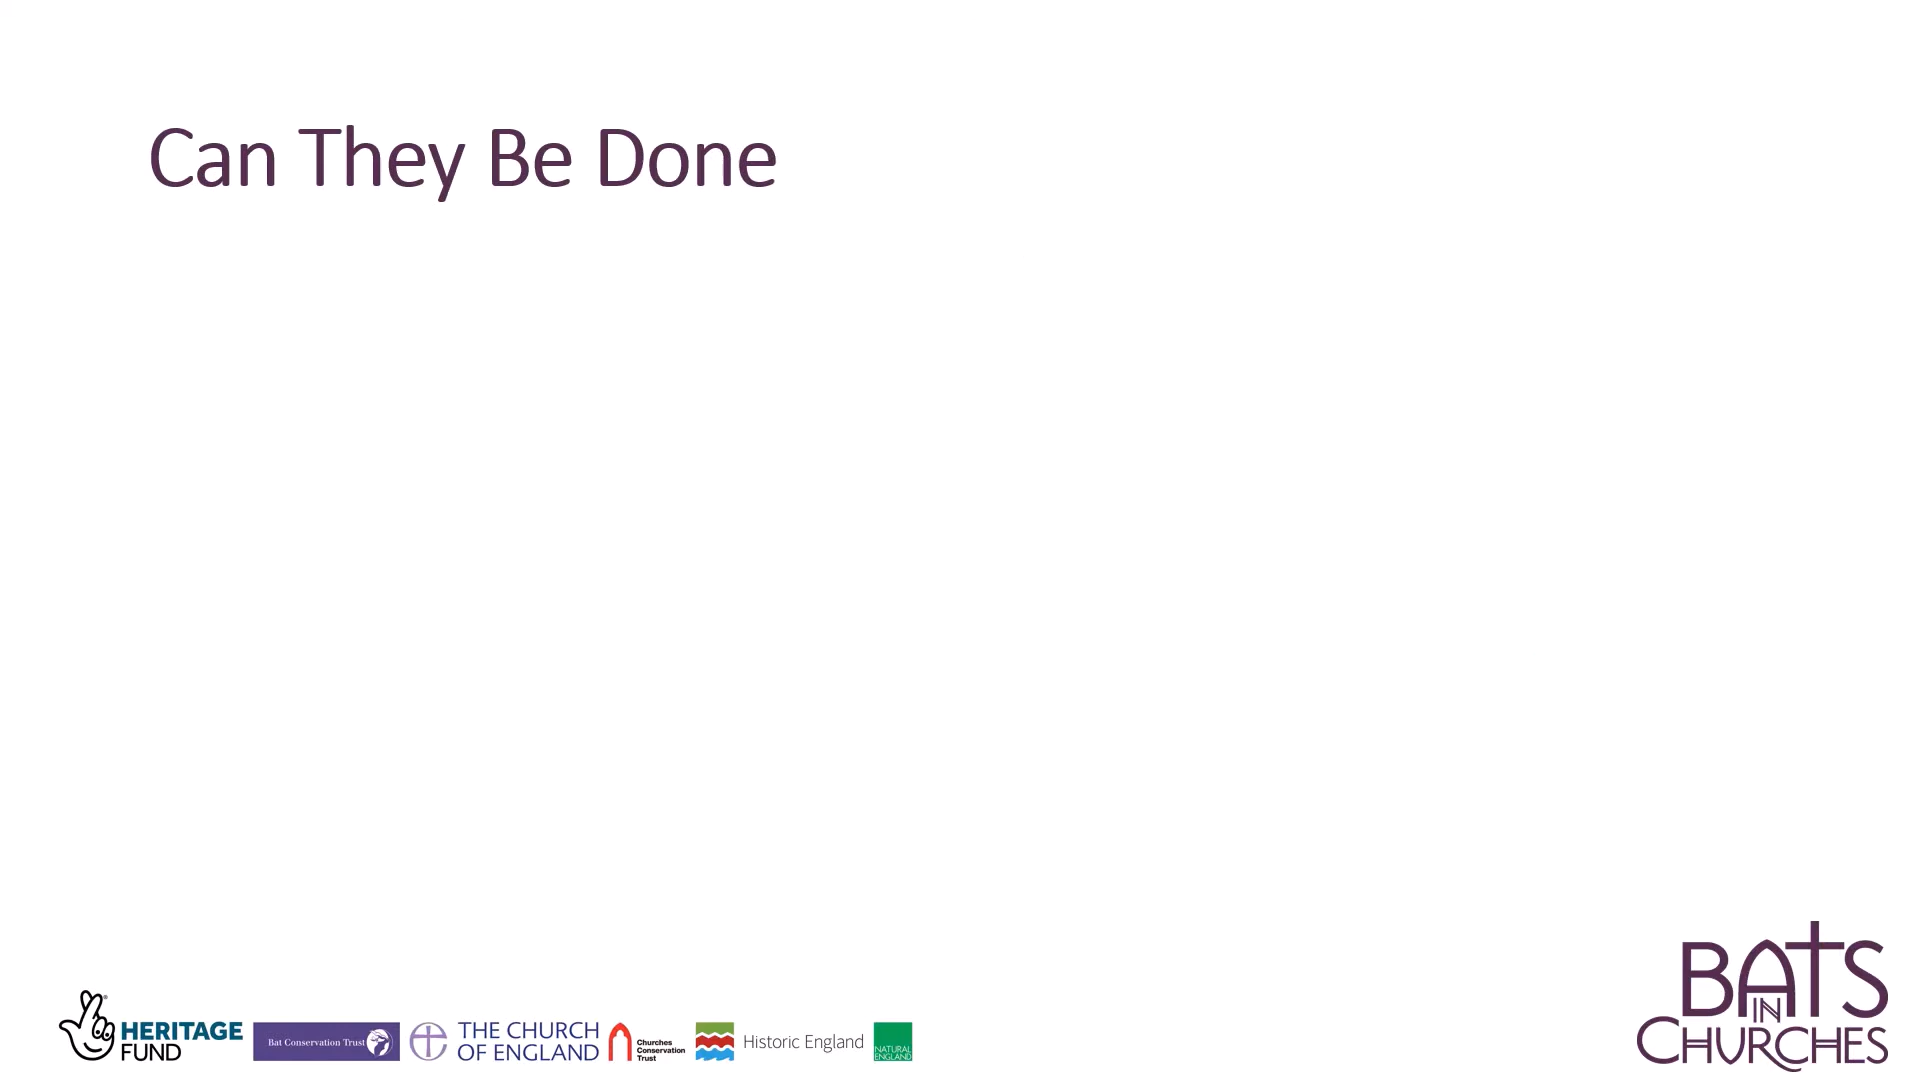 Can They Be Done
HERITAGE
FUND
Bat Conservation Trust
THE CHURCH
OF ENGLAND
Churches
Conservation
Trust
Historic England
NATURAL
ENGLAND
BATS
IN
CHURCHES